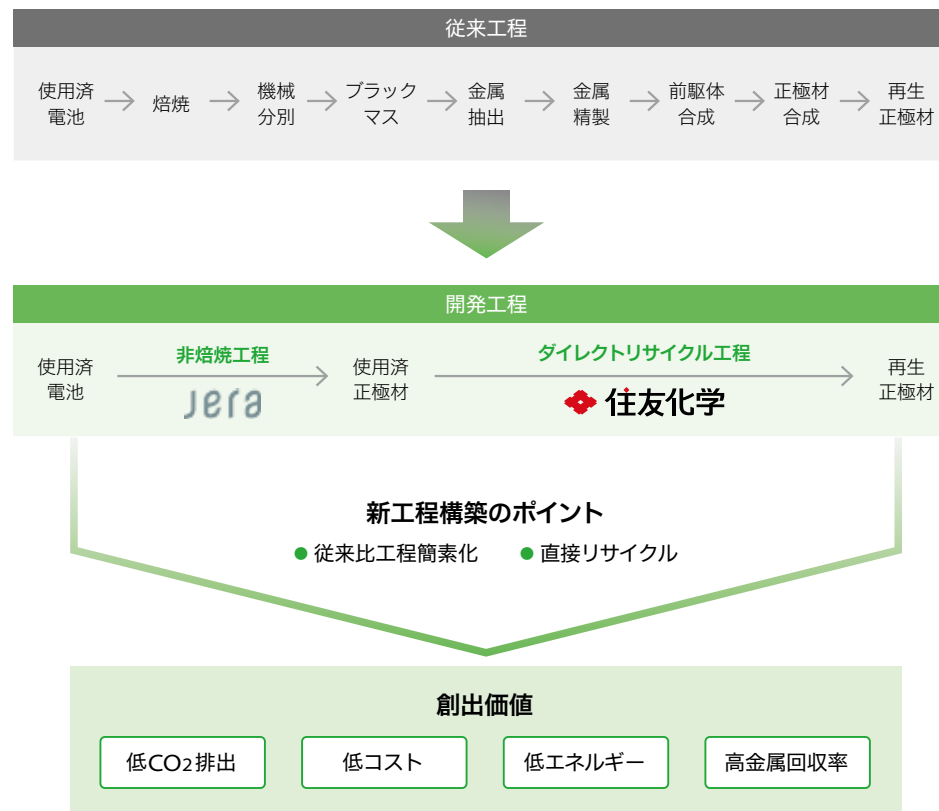 従来工程
使用済
電池
焙焼
機械
分別
ブラック
マス
金属
抽出
金属
精製
前駆体
合成
正極材
合成
再生
正極材
開発工程
使用済
電池
非焙焼工程
Jera
使用済
正極材
ダイレクトリサイクル工程
住友化学
再生
正極材
新工程構築のポイント
● 従来比工程簡素化 ● 直接リサイクル
創出価値
低CO2排出
低コスト
低エネルギー
高金属回収率